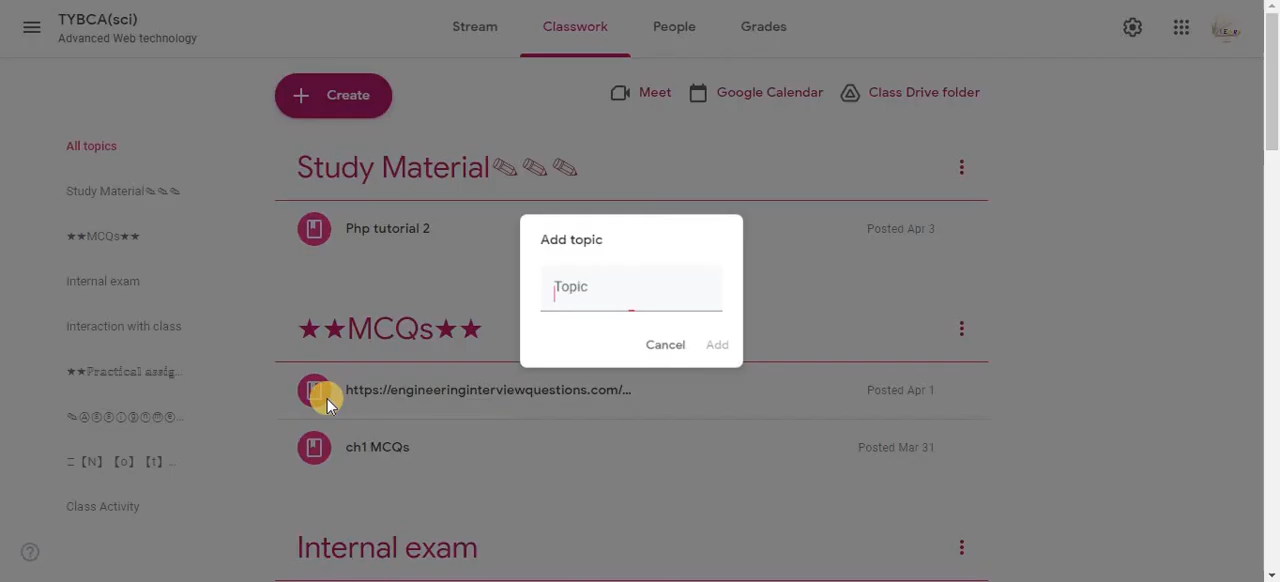 TYBCA(sci)
Advanced Web technology
Stream
Classwork
People
Grades
Create
Meet
Google Calendar
Class Drive folder
All topics
Study Material✏✏✏
★★MCQs★★
Internal exam
Interaction with class
★★ℙ𝕣𝕒𝕔𝕥𝕚𝕔𝕒𝕝 𝕒𝕤𝕤𝕚𝕘...
✎Ⓐⓢⓢⓘⓖⓝⓜⓔ...
【N】【o】【t】...
Class Activity
Study Material✏✏✏
Php tutorial 2
Posted Apr 3
★★MCQs★★
https://engineeringinterviewquestions.com/...
Posted Apr 1
ch1 MCQs
Posted Mar 31
Internal exam
Add topic
Topic
Cancel
Add